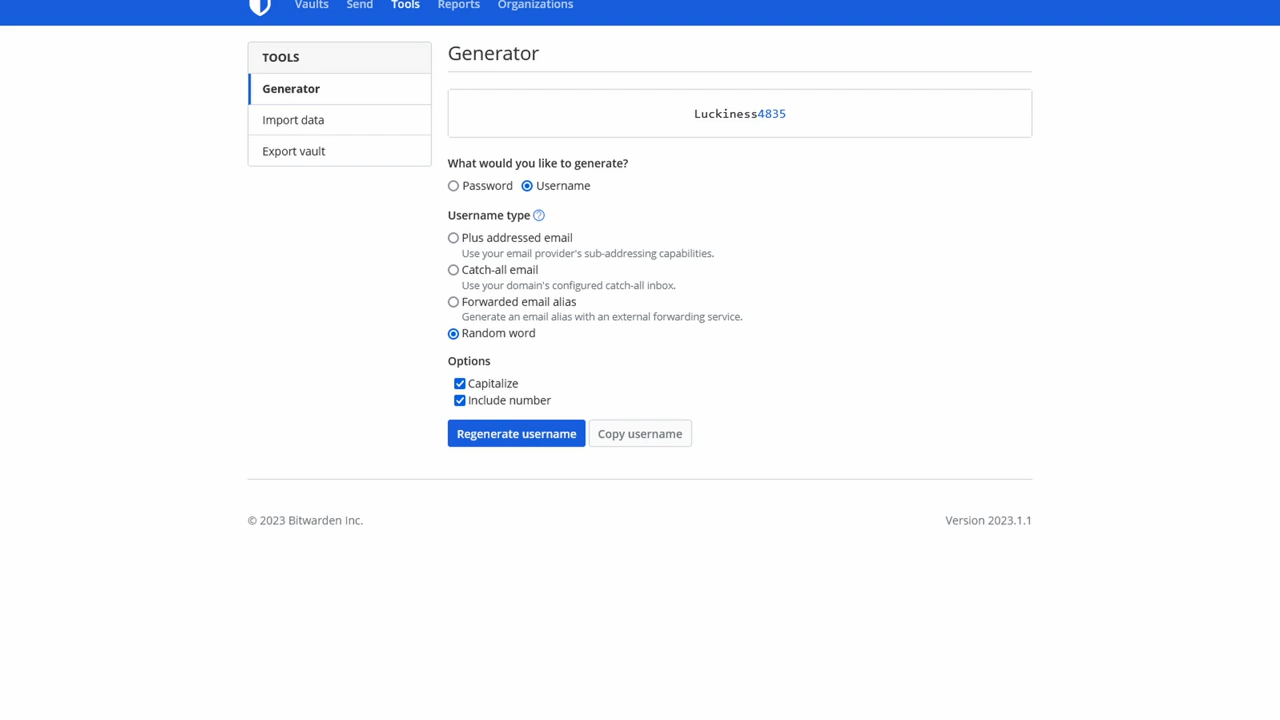 Vaults Send Tools Reports Organizations
TOOLS
Generator
Import data
Export vault
Generator
Luckiness4835
What would you like to generate?
Password Username
Username type
Plus addressed email
Use your email provider's sub-addressing capabilities.
Catch-all email
Use your domain's configured catch-all inbox.
Forwarded email alias
Generate an email alias with an external forwarding service.
Random word
Options
Capitalize
Include number
Regenerate username Copy username
© 2023 Bitwarden Inc. Version 2023.1.1